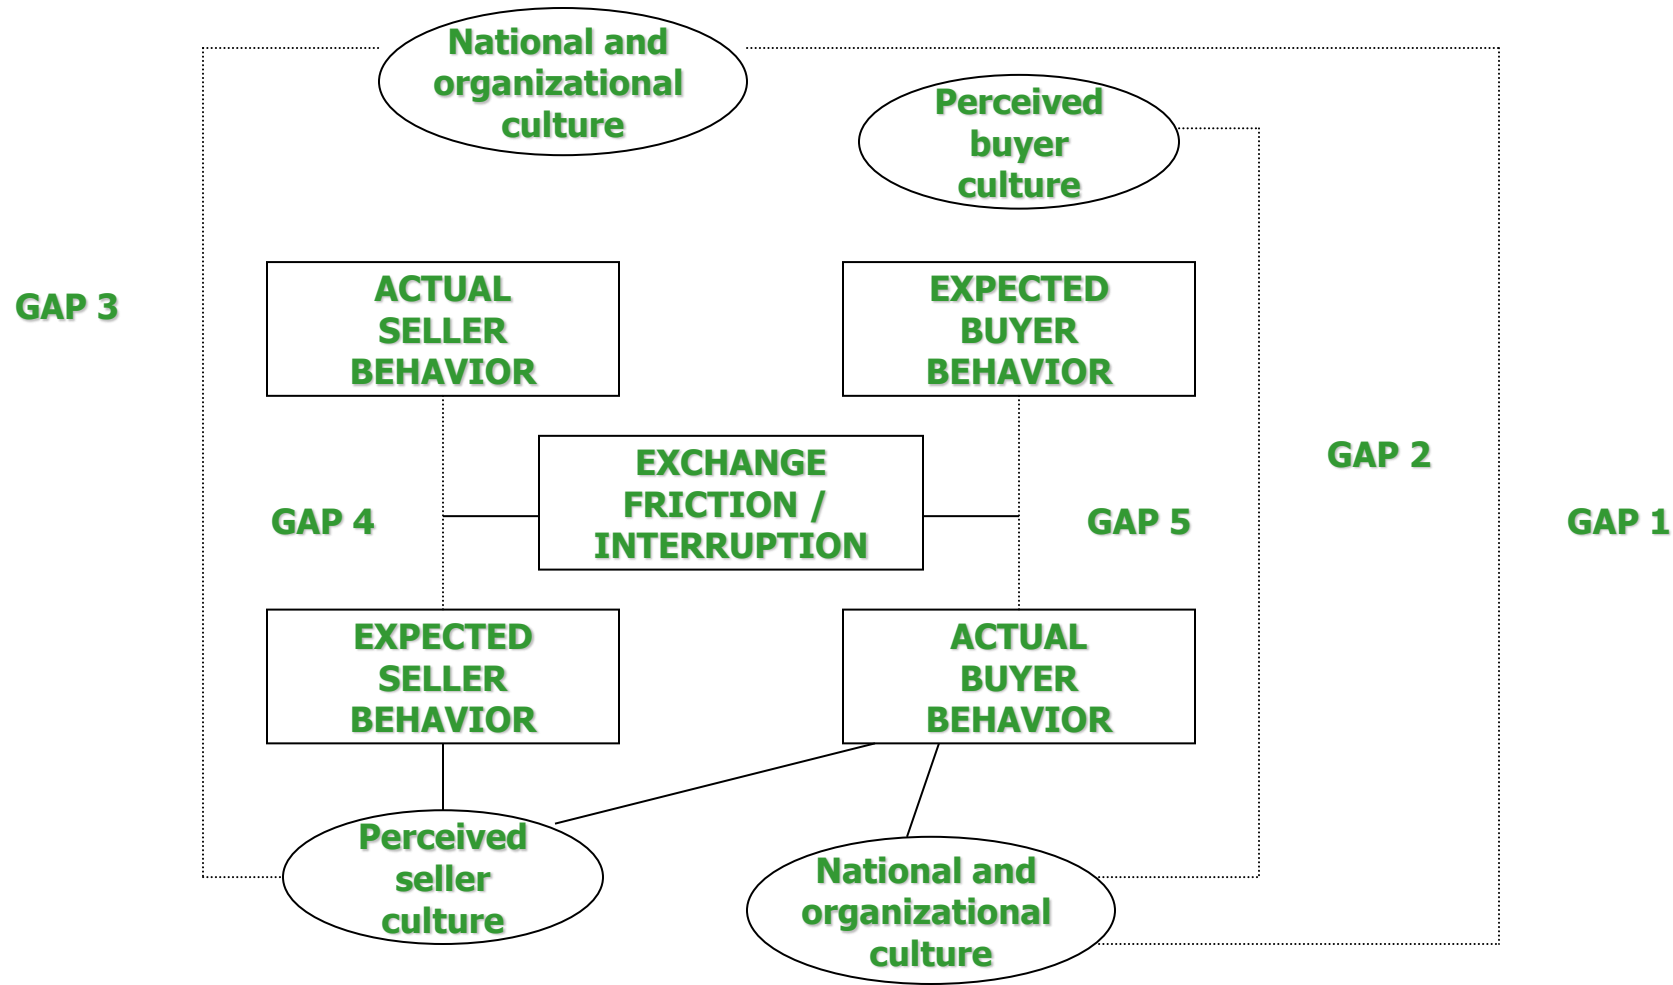 National and
organizational
culture
Perceived
buyer
culture
GAP 3
ACTUAL
SELLER
BEHAVIOR
EXPECTED
BUYER
BEHAVIOR
GAP 2
EXCHANGE
FRICTION /
INTERRUPTION
GAP 4
GAP 5
GAP 1
EXPECTED
SELLER
BEHAVIOR
ACTUAL
BUYER
BEHAVIOR
Perceived
seller
culture
National and
organizational
culture